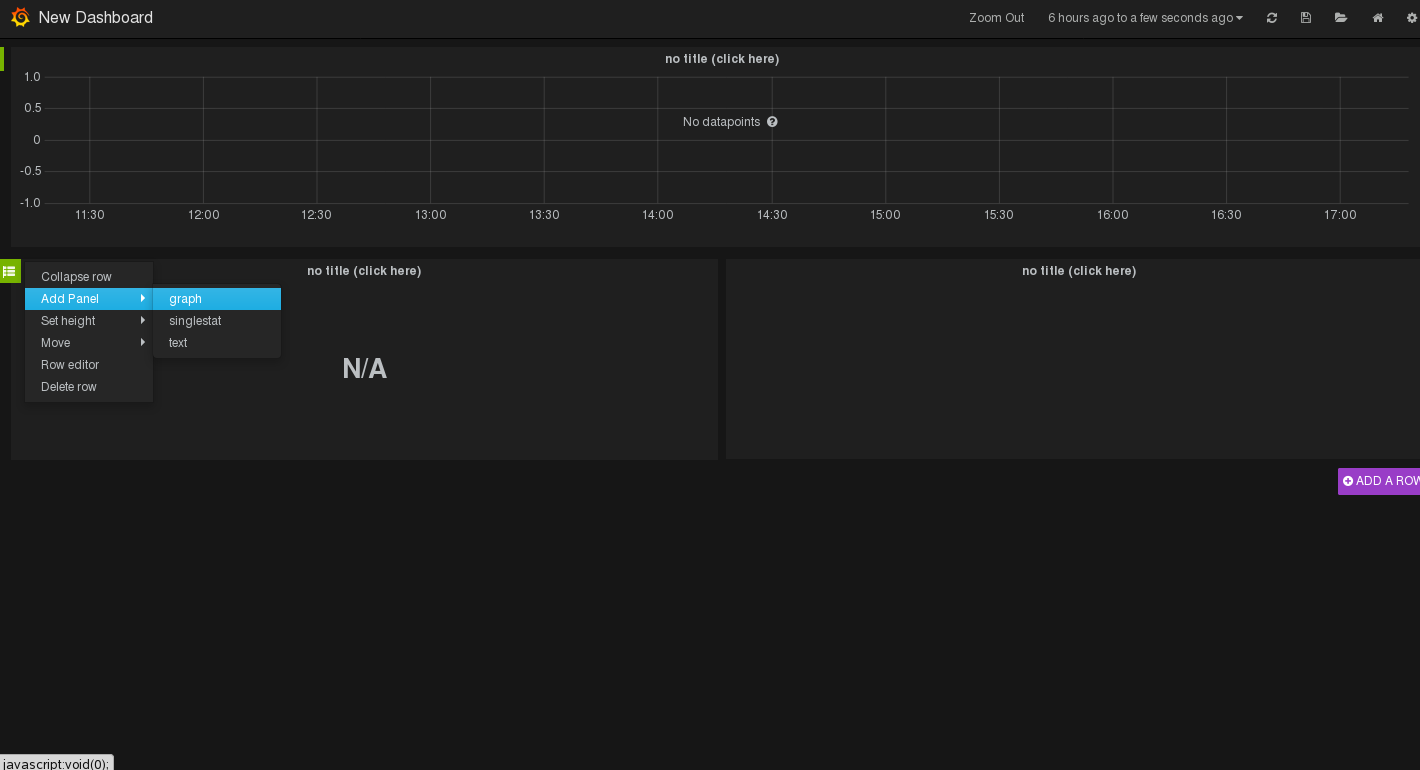 New Dashboard
Zoom Out 6 hours ago to a few seconds ago
no title (click here)
1.0
0.5
0
-0.5
-1.0
No datapoints
11:30 12:00 12:30 13:00 13:30 14:00 14:30 15:00 15:30 16:00 16:30 17:00
no title (click here)
no title (click here)
Collapse row
Add Panel
Set height
Move
Row editor
Delete row
graph
singlestat
text
N/A
ADD A ROW
javascript:void(0);